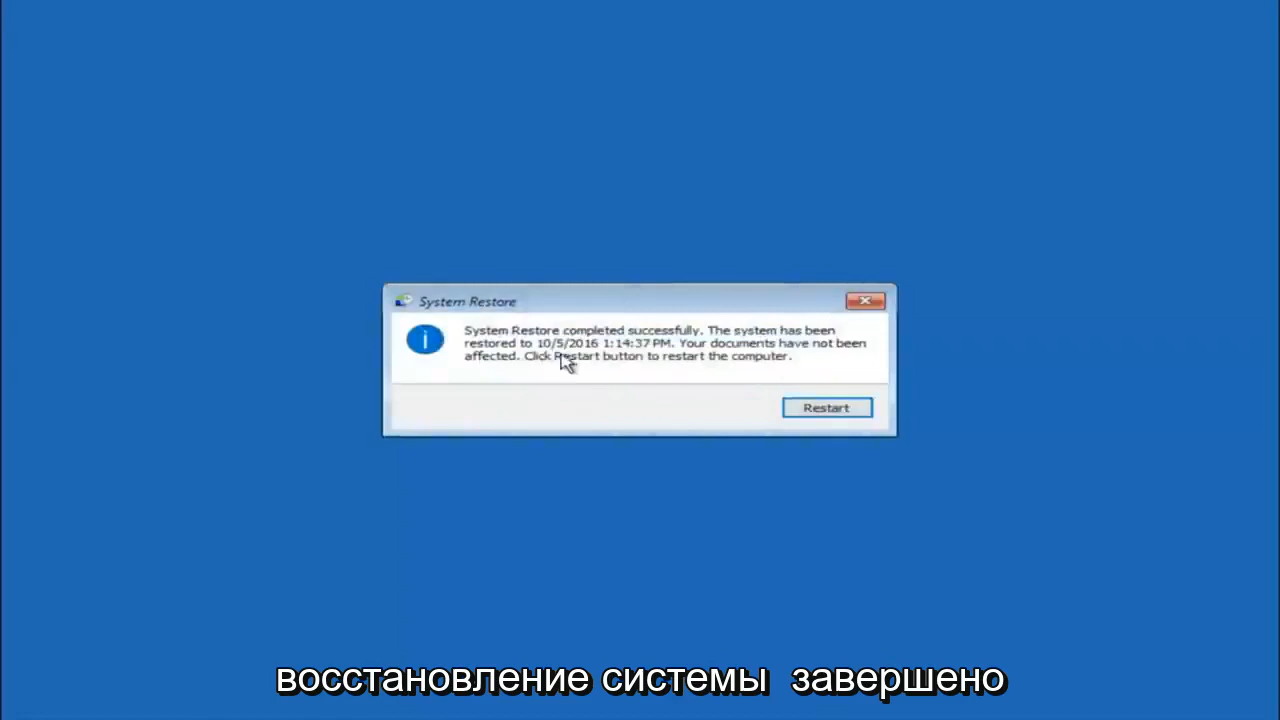 System Restore
System Restore completed successfully. The system has been
restored to 10/5/2016 1:14:37 PM. Your documents have not been
affected. Click Restart button to restart the computer.
Restart
восстановление системы завершено